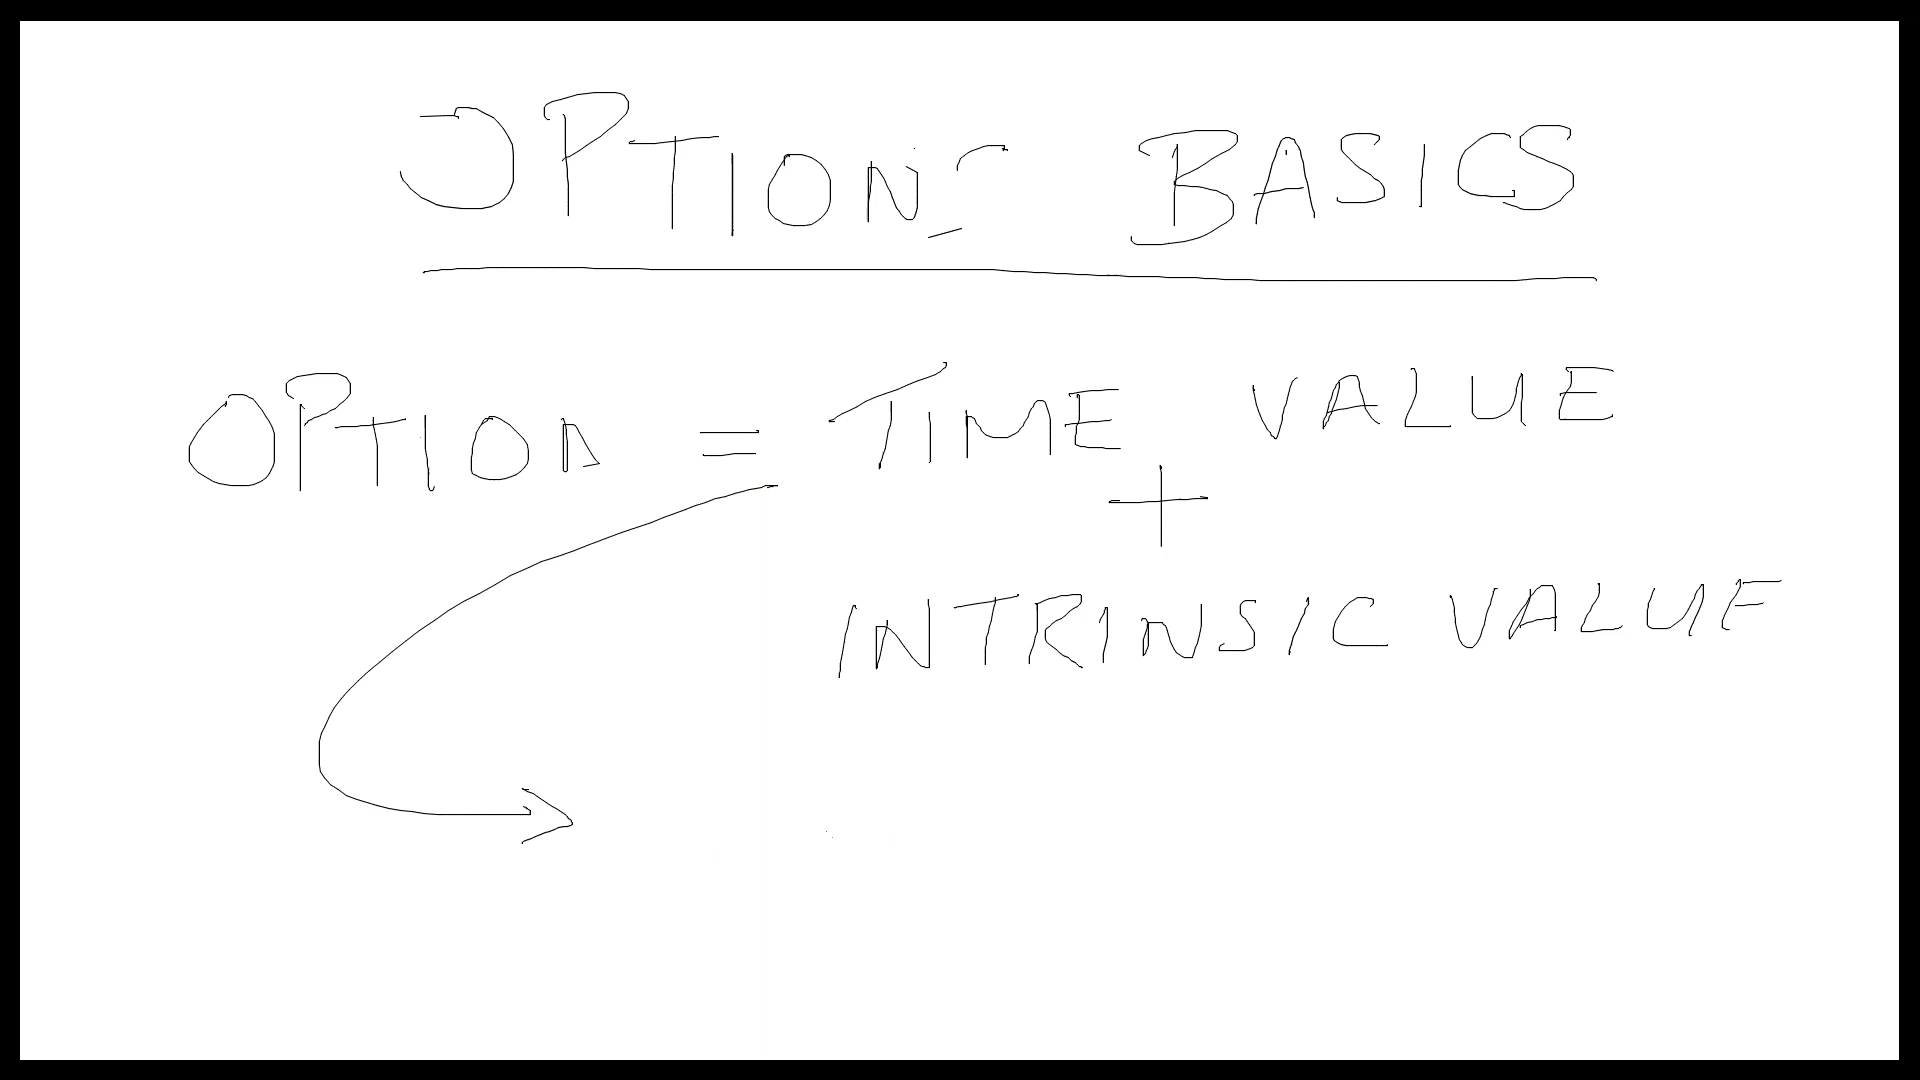 OPTIONS BASICS
OPTION = TIME VALUE
+
INTRINSIC VALUE